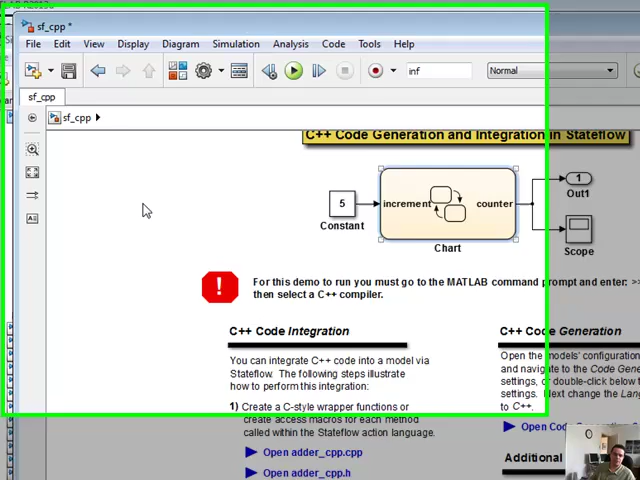 sf_cpp *
File Edit View Display Diagram Simulation Analysis Code Tools Help
inf
Normal
sf_cpp
sf_cpp
C++ Code Generation and Integration in Stateflow
5
increment
counter
1
Constant
Chart
Out1
Scope
!
For this demo to run you must go to the MATLAB command prompt and enter: >>
then select a C++ compiler.
C++ Code Integration
You can integrate C++ code into a model via
Stateflow. The following steps illustrate
how to perform this integration:
1) Create a C-style wrapper functions or
create access macros for each method
called within the Stateflow action language.
Open adder_cpp.cpp
Open adder_cpp.h
C++ Code Generation
Open the models' configuration
and navigate to the Code Gene
settings, or double-click below t
settings. Next change the Lang
to C++.
Open Cod
Additional